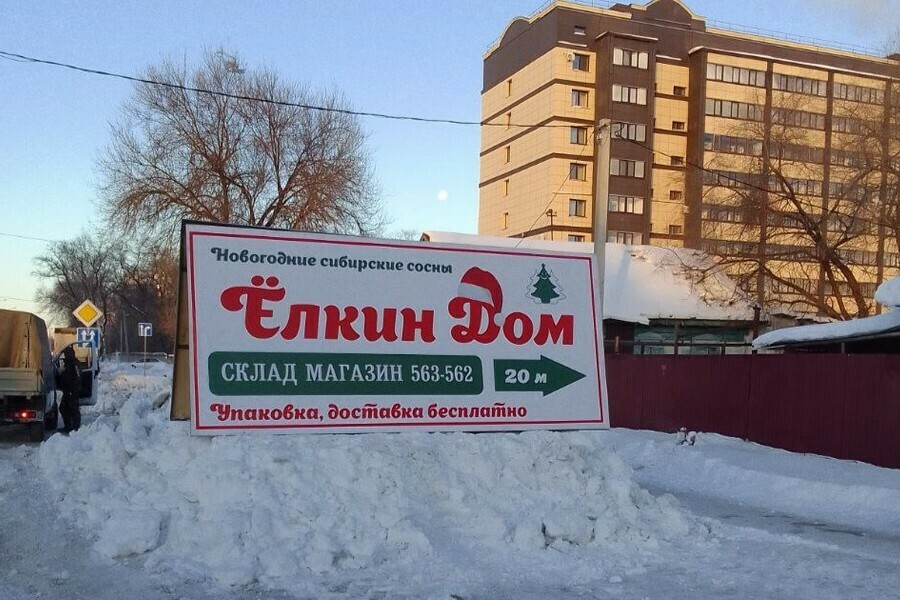 Новогодние сибирские сосны
Ёлкин Дом
СКЛАД МАГАЗИН 563-562
20 м
Упаковка, доставка бесплатно